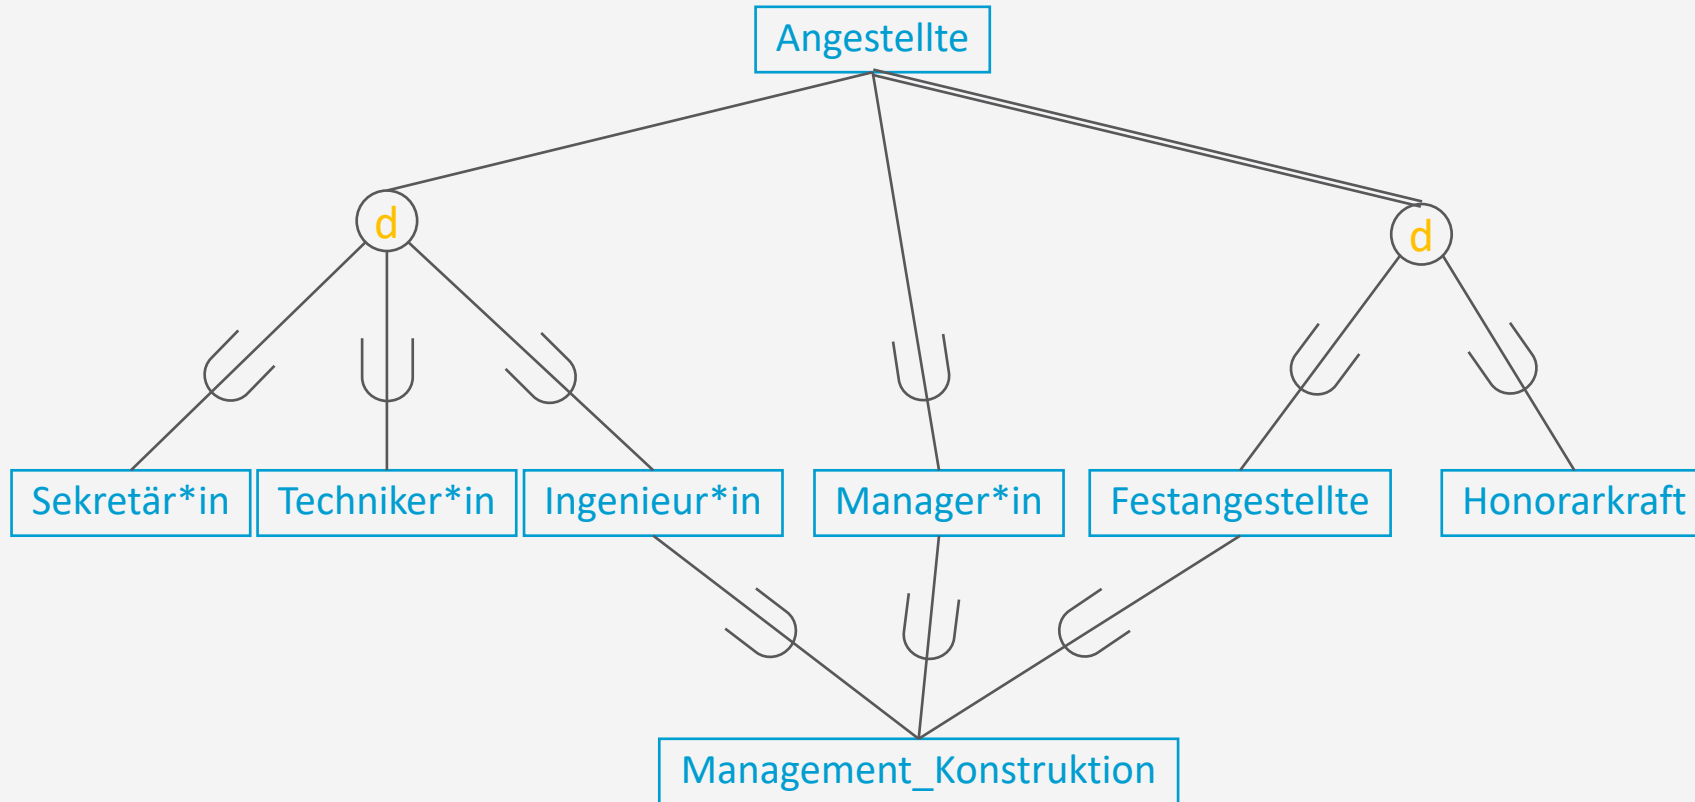 Angestellte
d
d
Sekretär*in
Techniker*in
Ingenieur*in
Manager*in
Festangestellte
Honorarkraft
Management_Konstruktion